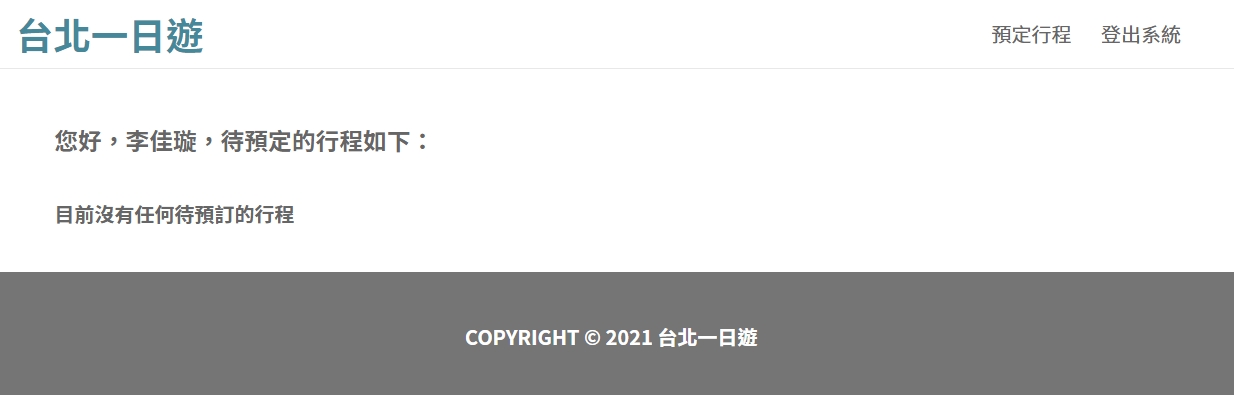 台北一日遊
預定行程 登出系統
您好，李佳璇，待預定的行程如下：
目前沒有任何待預訂的行程
COPYRIGHT © 2021 台北一日遊